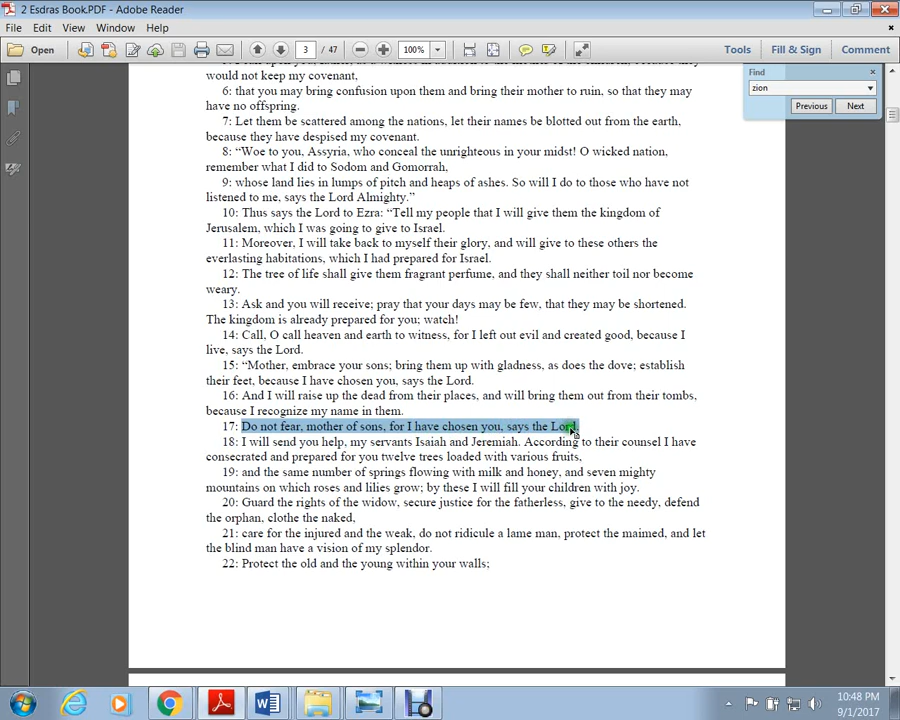 2 Esdras Book.PDF - Adobe Reader
File Edit View Window Help
Open 3 / 47 100% Tools Fill & Sign Comment
Find
zion
Previous Next
would not keep my covenant,
6: that you may bring confusion upon them and bring their mother to ruin, so that they may
have no offspring.
7: Let them be scattered among the nations, let their names be blotted out from the earth,
because they have despised my covenant.
8: “Woe to you, Assyria, who conceal the unrighteous in your midst! O wicked nation,
remember what I did to Sodom and Gomorrah,
9: whose land lies in lumps of pitch and heaps of ashes. So will I do to those who have not
listened to me, says the Lord Almighty.”
10: Thus says the Lord to Ezra: “Tell my people that I will give them the kingdom of
Jerusalem, which I was going to give to Israel.
11: Moreover, I will take back to myself their glory, and will give to these others the
everlasting habitations, which I had prepared for Israel.
12: The tree of life shall give them fragrant perfume, and they shall neither toil nor become
weary.
13: Ask and you will receive; pray that your days may be few, that they may be shortened.
The kingdom is already prepared for you; watch!
14: Call, O call heaven and earth to witness, for I left out evil and created good, because I
live, says the Lord.
15: “Mother, embrace your sons; bring them up with gladness, as does the dove; establish
their feet, because I have chosen you, says the Lord.
16: And I will raise up the dead from their places, and will bring them out from their tombs,
because I recognize my name in them.
17: Do not fear, mother of sons, for I have chosen you, says the Lord.
18: I will send you help, my servants Isaiah and Jeremiah. According to their counsel I have
consecrated and prepared for you twelve trees loaded with various fruits,
19: and the same number of springs flowing with milk and honey, and seven mighty
mountains on which roses and lilies grow; by these I will fill your children with joy.
20: Guard the rights of the widow, secure justice for the fatherless, give to the needy, defend
the orphan, clothe the naked,
21: care for the injured and the weak, do not ridicule a lame man, protect the maimed, and let
the blind man have a vision of my splendor.
22: Protect the old and the young within your walls;
10:48 PM
9/1/2017